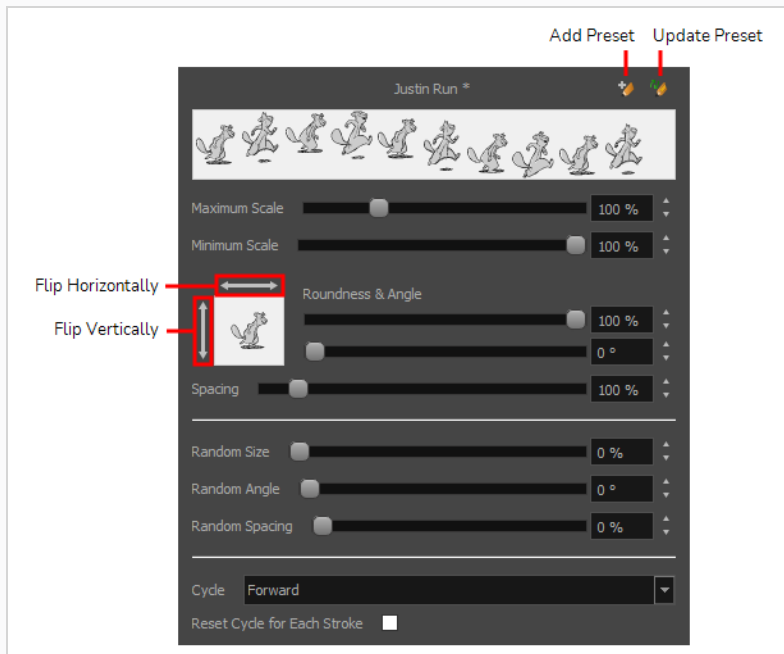 Add Preset Update Preset
Justin Run *
Maximum Scale 100 %
Minimum Scale 100 %
Flip Horizontally
Roundness & Angle
100 %
Flip Vertically
0 °
Spacing 100 %
Random Size 0 %
Random Angle 0 °
Random Spacing 0 %
Cycle Forward
Reset Cycle for Each Stroke